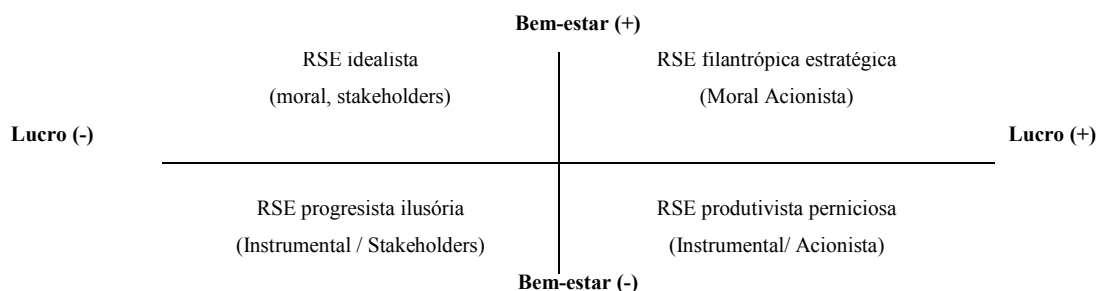 Bem-estar (+)
RSE idealista
(moral, stakeholders)
RSE filantrópica estratégica
(Moral Acionista)
Lucro (-)
Lucro (+)
RSE progresista ilusória
(Instrumental / Stakeholders)
RSE produtivista perniciosa
(Instrumental/ Acionista)
Bem-estar (-)